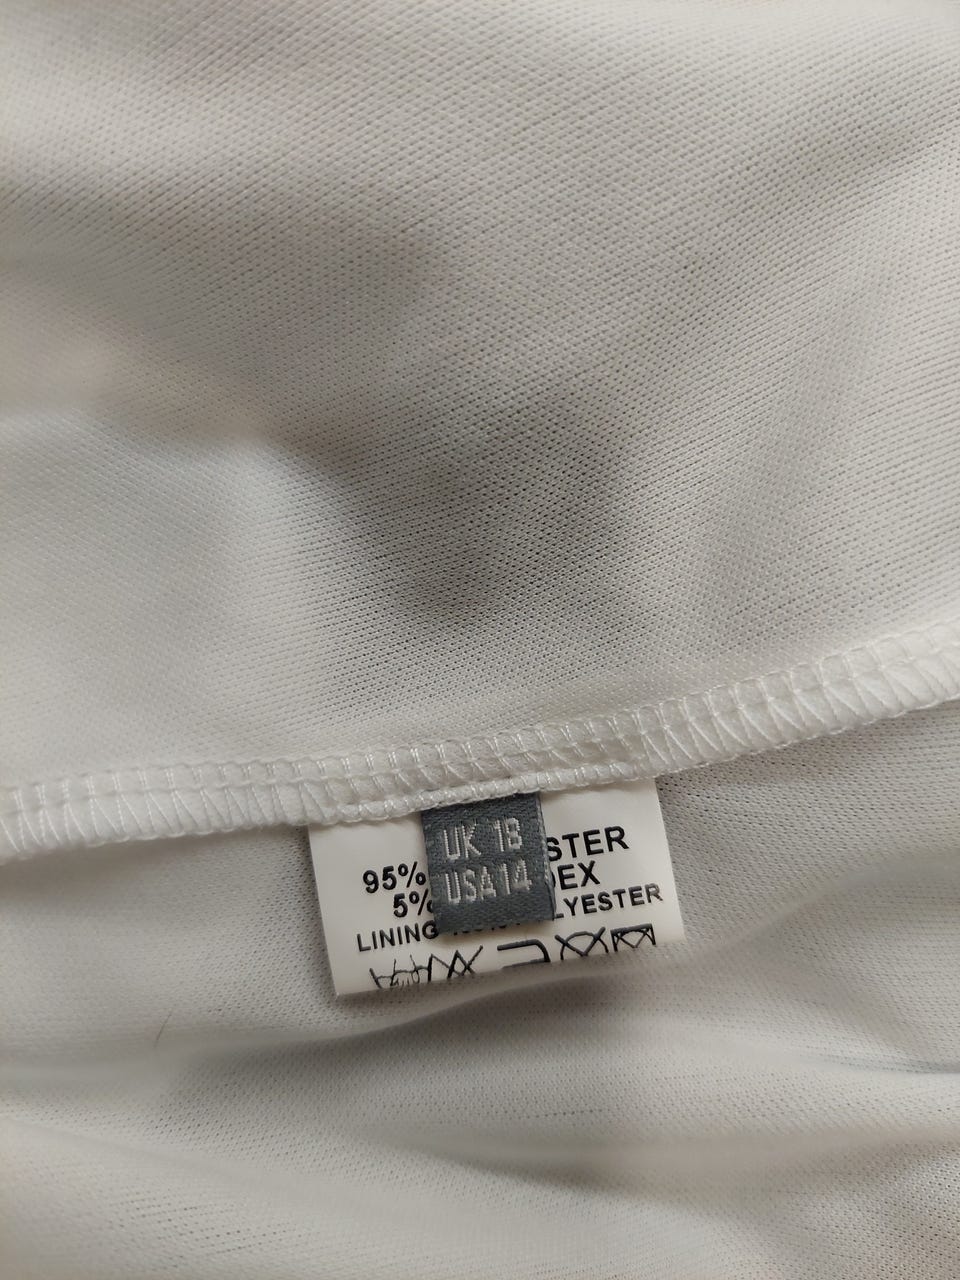 UK 18
USA 14
95% STER
5% DEX
LINING LYESTER